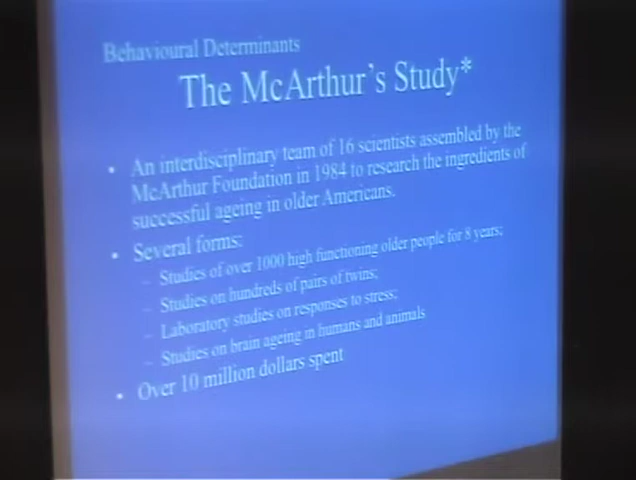 Behavioural Determinants
The McArthur's Study*
• An interdisciplinary team of 16 scientists assembled by the
McArthur Foundation in 1984 to research the ingredients of
successful ageing in older Americans.
• Several forms:
– Studies of over 1000 high functioning older people for 8 years;
– Studies on hundreds of pairs of twins;
– Laboratory studies on responses to stress;
– Studies on brain ageing in humans and animals
• Over 10 million dollars spent